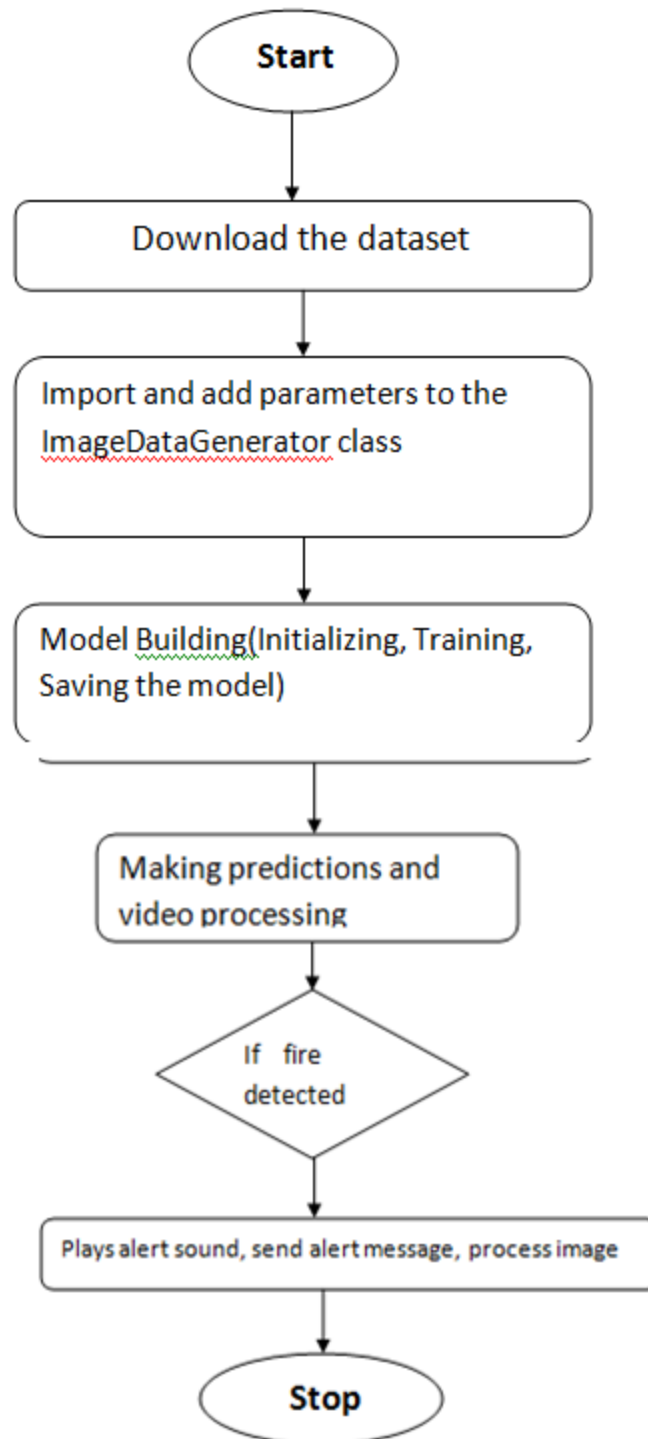 Start
Download the dataset
Import and add parameters to the
ImageDataGenerator class
Model Building(Initializing, Training,
Saving the model)
Making predictions and
video processing
If fire
detected
Plays alert sound, send alert message, process image
Stop